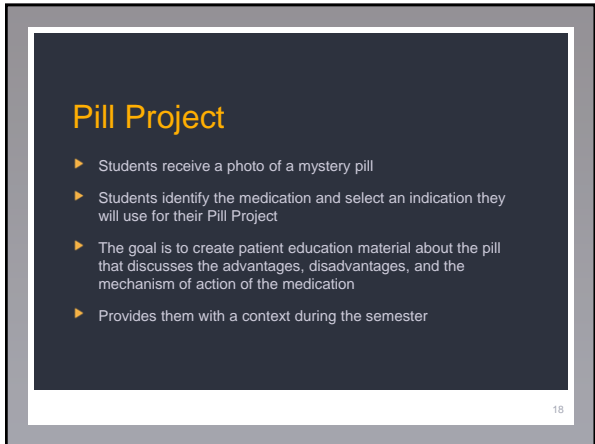 Pill Project
Students receive a photo of a mystery pill
Students identify the medication and select an indication they
will use for their Pill Project
The goal is to create patient education material about the pill
that discusses the advantages, disadvantages, and the
mechanism of action of the medication
Provides them with a context during the semester
18